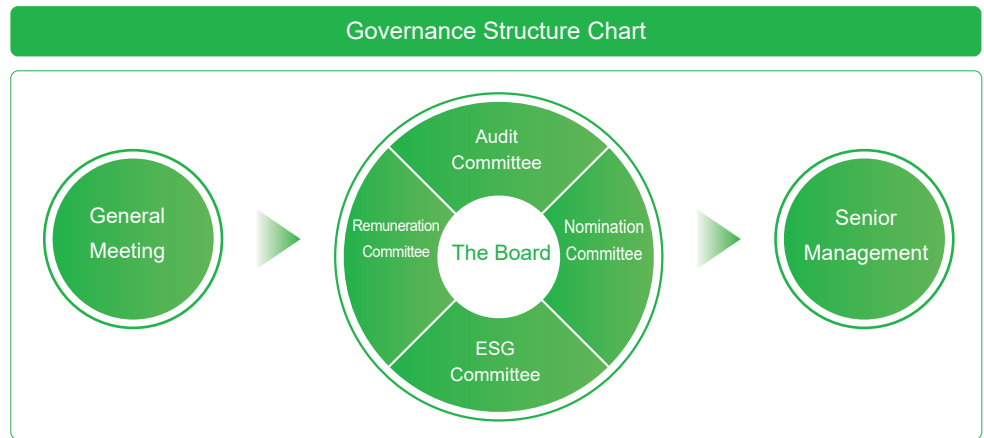 Governance Structure Chart
General
Meeting
Audit
Committee
Remuneration
Committee
The Board
Nomination
Committee
ESG
Committee
Senior
Management